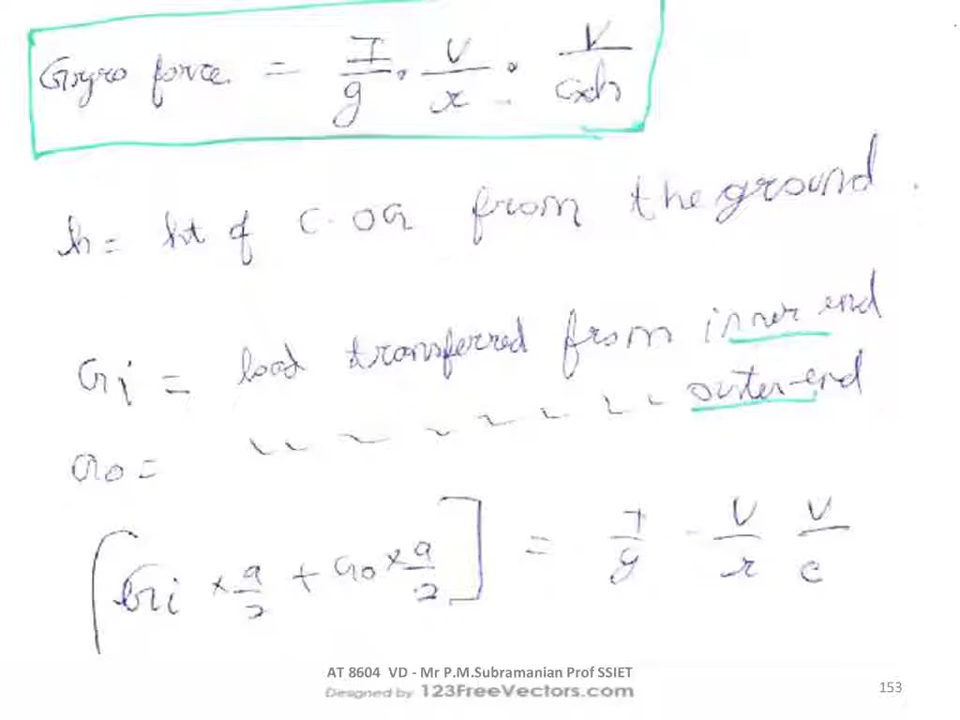 Gyro force = I/g . V/r . V/cxh
h = ht of C.OG from the ground.
Gi = load transferred from inner end
Go = " " " " " " " outer end
[Gi × a/2 + Go × a/2] = I/g V/r V/c
AT 8604 VD - Mr P.M.Subramanian Prof SSIET
Designed by 123FreeVectors.com
153